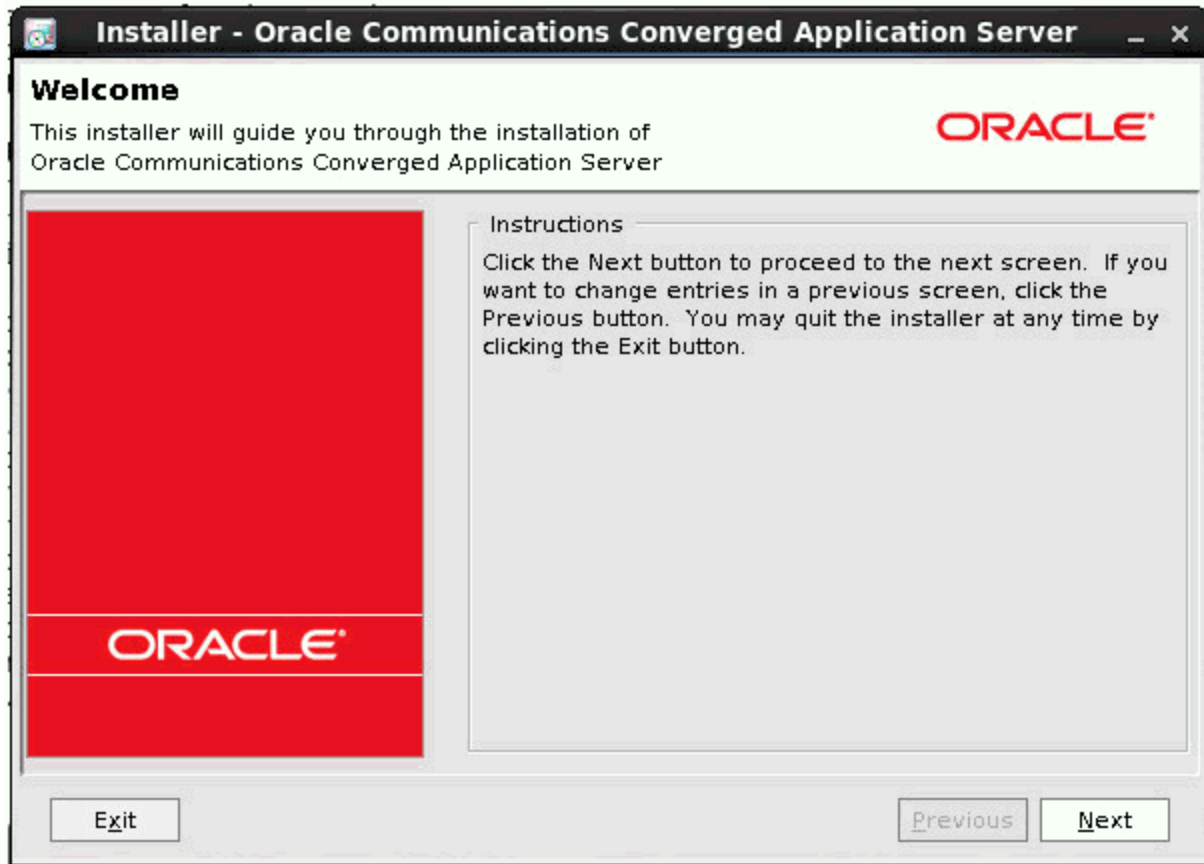 Installer - Oracle Communications Converged Application Server
Welcome
This installer will guide you through the installation of
Oracle Communications Converged Application Server
ORACLE
Instructions
Click the Next button to proceed to the next screen. If you
want to change entries in a previous screen, click the
Previous button. You may quit the installer at any time by
clicking the Exit button.
ORACLE
Exit
Previous
Next